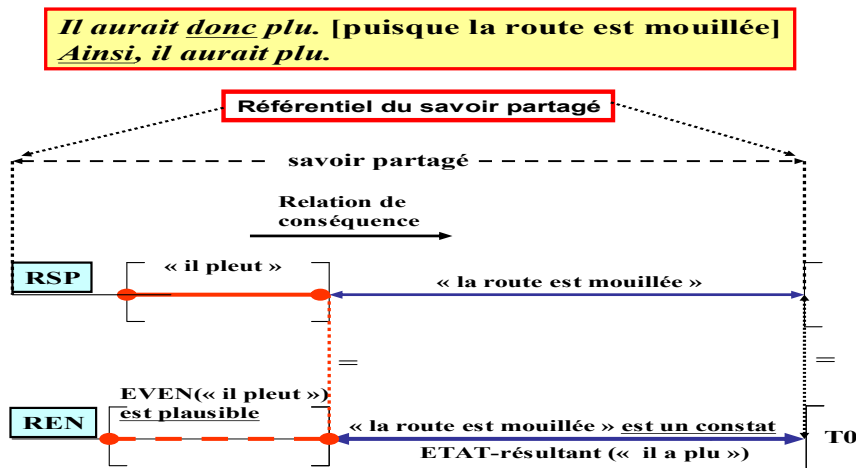 Il aurait donc plu. [puisque la route est mouillée]
Ainsi, il aurait plu.
Référentiel du savoir partagé
savoir partagé
Relation de
conséquence
RSP
« il pleut »
« la route est mouillée »
=
=
REN
EVEN(« il pleut »)
est plausible
« la route est mouillée » est un constat
ETAT-résultant (« il a plu »)
T0